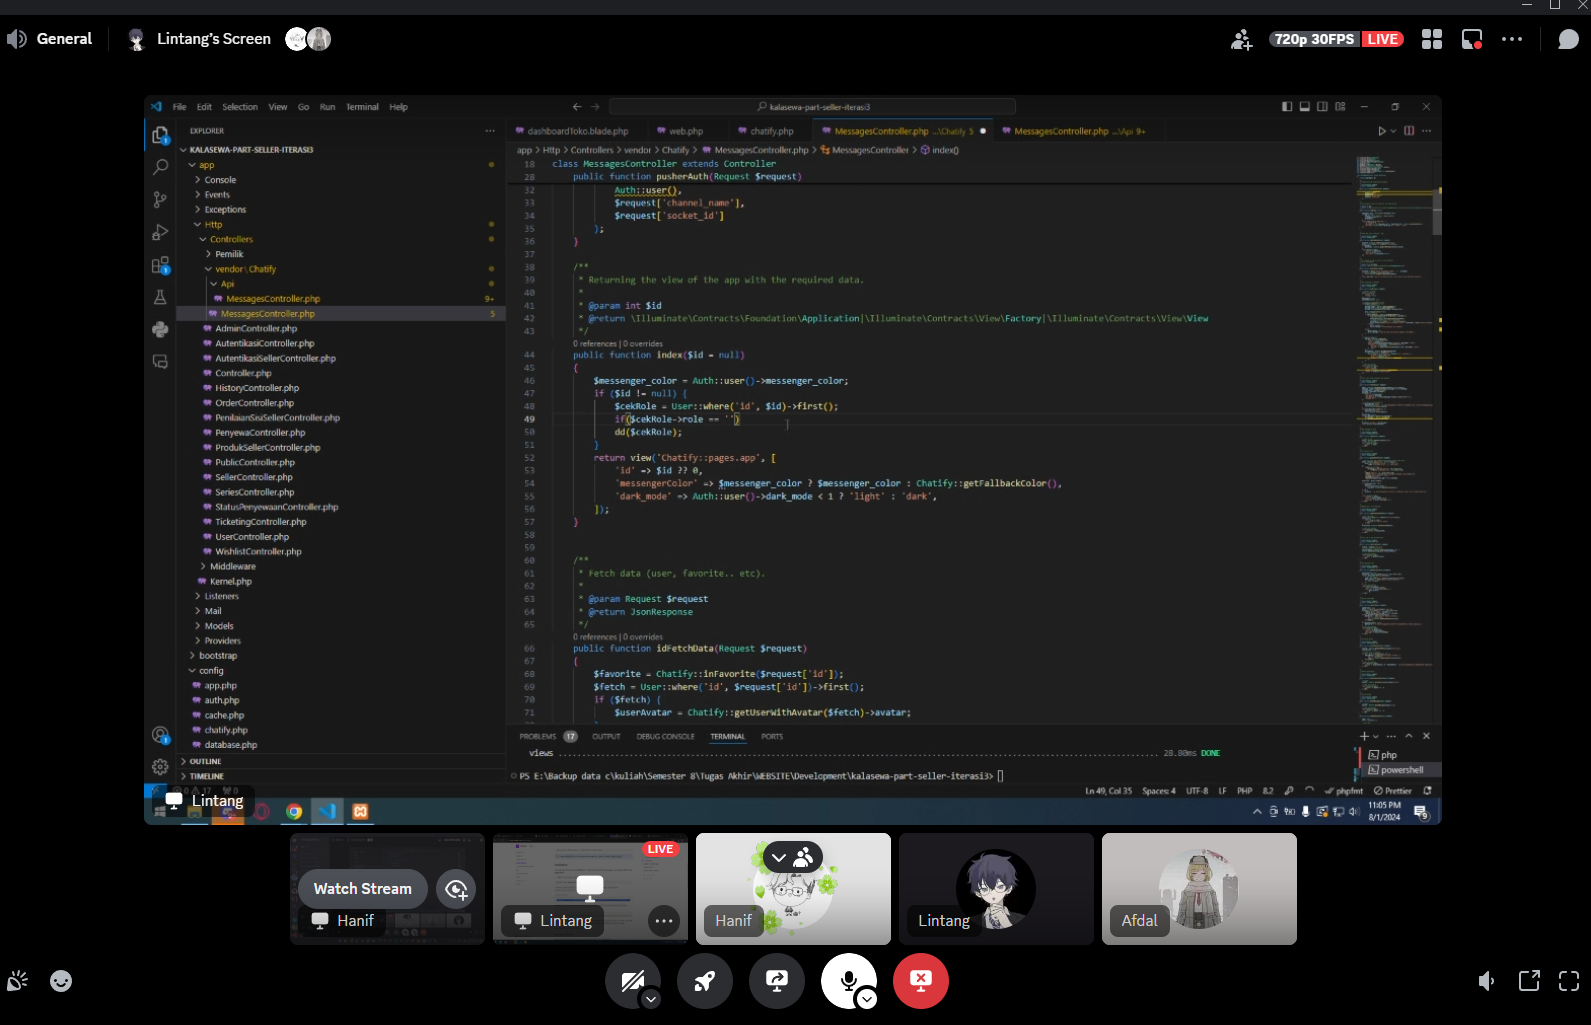 General
Lintang's Screen
720p 30FPS LIVE
File Edit Selection View Go Run Terminal Help
kalasewa-part-seller-iterasi3
EXPLORER
KALASEWA-PART-SELLER-ITERASI3
app
Console
Events
Exceptions
Http
Controllers
Pemilik
vendor \ Chatify
Api
MessagesController.php 9+
MessagesController.php 5
AdminController.php
AutentikasiController.php
AutentikasiSellerController.php
Controller.php
HistoryController.php
OrderController.php
PenilaianSisiSellerController.php
PenyewaController.php
ProdukSellerController.php
PublicController.php
SellerController.php
SeriesController.php
StatusPenyewaanController.php
TicketingController.php
UserController.php
WishlistController.php
Middleware
Kernel.php
Listeners
Mail
Models
Providers
bootstrap
config
app.php
auth.php
cache.php
chatify.php
database.php
OUTLINE
TIMELINE
dashboardToko.blade.php web.php chatify.php MessagesController.php ...\Chatify 5 MessagesController.php ...\Api 9+
app > Http > Controllers > vendor > Chatify > MessagesController.php > MessagesController > index()
18 class MessagesController extends Controller
28 public function pusherAuth(Request $request)
32 Auth::user(),
33 $request['channel_name'],
34 $request['socket_id']
35 );
36 }
37
38 /**
39 * Returning the view of the app with the required data.
40 *
41 * @param int $id
42 * @return \Illuminate\Contracts\Foundation\Application|\Illuminate\Contracts\View\Factory|\Illuminate\Contracts\View\View
43 */
0 references | 0 overrides
44 public function index($id = null)
45 {
46 $messenger_color = Auth::user()->messenger_color;
47 if ($id != null) {
48 $cekRole = User::where('id', $id)->first();
49 if($cekRole->role == '')
50 dd($cekRole);
51 }
52 return view('Chatify::pages.app', [
53 'id' => $id ?? 0,
54 'messengerColor' => $messenger_color ? $messenger_color : Chatify::getFallbackColor(),
55 'dark_mode' => Auth::user()->dark_mode < 1 ? 'light' : 'dark',
56 ]);
57 }
58
59
60 /**
61 * Fetch data (user, favorite.. etc).
62 *
63 * @param Request $request
64 * @return JsonResponse
65 */
0 references | 0 overrides
66 public function idFetchData(Request $request)
67 {
68 $favorite = Chatify::inFavorite($request['id']);
69 $fetch = User::where('id', $request['id'])->first();
70 if ($fetch) {
71 $userAvatar = Chatify::getUserWithAvatar($fetch)->avatar;
PROBLEMS 17 OUTPUT DEBUG CONSOLE TERMINAL PORTS
views 28.80ms DONE
PS E:\Backup data c\kuliah\Semester 8\Tugas Akhir\WEBSITE\Development\kalasewa-part-seller-iterasi3>
php
powershell
Ln 49, Col 35 Spaces: 4 UTF-8 LF PHP 8.2 phpfmt Prettier
11:05 PM
8/1/2024
Lintang
Watch Stream
Hanif
LIVE
Lintang
Hanif
Lintang
Afdal